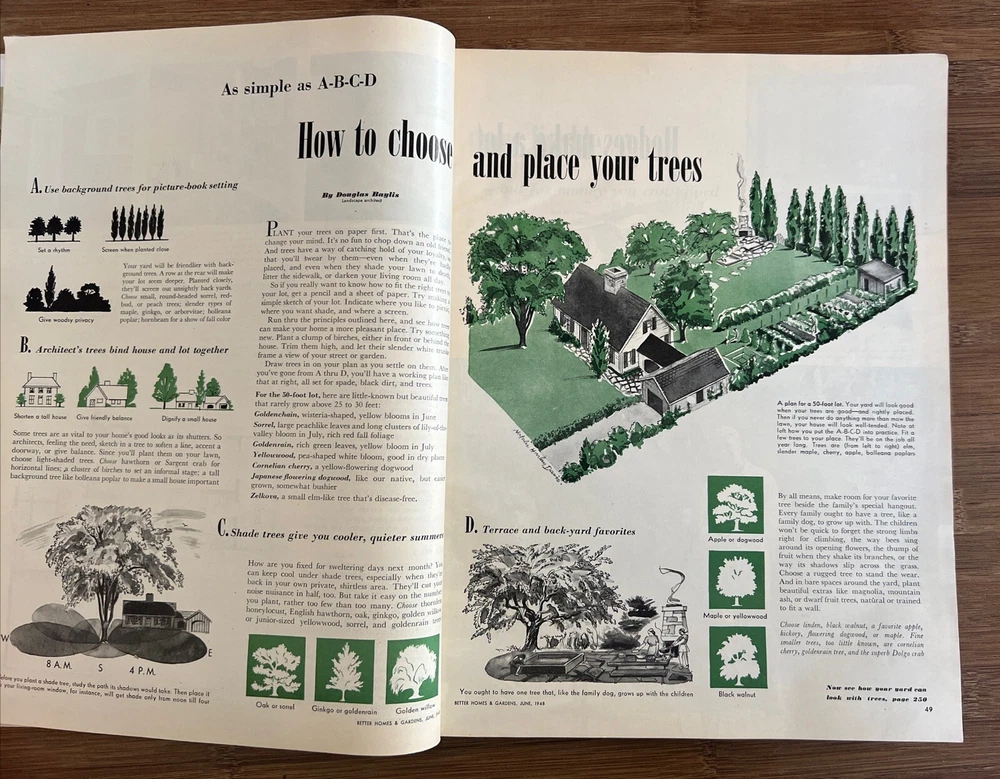 As simple as A-B-C-D
How to choose
and place your trees
A. Use background trees for picture-book setting
Set a rhythm
Screen when planted close
Give woodsy privacy
Your yard will be friendlier with back-
ground trees. A row at the rear will make
your lot seem deeper. Planted closely,
they'll screen out unsightly back yards.
Choose small, round-headed sorrel, red-
bud, or peach trees; slender types of
maple, ginkgo, or arborvitae; bolleana
poplar; hornbeam for a show of fall color
B. Architect's trees bind house and lot together
Shorten a tall house
Give friendly balance
Dignify a small house
Some trees are as vital to your home's good looks as its shutters. So
architects, feeling the need, sketch in a tree to soften a line, accent a
doorway, or give balance. Since you'll plant them on your lawn,
choose light-shaded trees. Choose hawthorn or Sargent crab for
horizontal lines; a cluster of birches to set an informal stage; a tall
background tree like bolleana poplar to make a small house important
W
8 A.M.
S
4 P.M.
E
before you plant a shade tree, study the path its shadows would take. Then place it
your living-room window, for instance, will get shade only from noon till four
By Douglas Baylis
Landscape architect
PLANT your trees on paper first. That's the place to
change your mind. It's no fun to chop down an old friend.
And trees have a way of catching hold of your loyalty, so
that you'll swear by them—even when they're badly
placed, and even when they shade your lawn to death,
litter the sidewalk, or darken your living room all day.
So if you really want to know how to fit the right trees to
your lot, get a pencil and a sheet of paper. Try making a
simple sketch of your lot. Indicate where you like to
where you want shade, and where a screen.
Run thru the principles outlined here, and see how trees
can make your home a more pleasant place. Try something
new. Plant a clump of birches, either in front or behind the
house. Trim them high, and let their slender white trunks
frame a view of your street or garden.
Draw trees in on your plan as you settle on them. After
you've gone from A thru D, you'll have a working plan like
that at right, all set for spade, black dirt, and trees.
For the 50-foot lot, here are little-known but beautiful trees
that rarely grow above 25 to 30 feet:
Goldenchain, wisteria-shaped, yellow blooms in June
Sorrel, large peachlike leaves and long clusters of lily-of-the-
valley bloom in July, rich red fall foliage
Goldenrain, rich green leaves, yellow bloom in July
Yellowwood, pea-shaped white bloom, good in dry places
Cornelian cherry, a yellow-flowering dogwood
Japanese flowering dogwood, like our native, but easier
grown, somewhat bushier
Zelkova, a small elm-like tree that's disease-free.
C. Shade trees give you cooler, quieter summers
How are you fixed for sweltering days next month? You
can keep cool under shade trees, especially when they're
back in your own private, shirtless area. They'll cut your
noise nuisance in half, too. But take it easy on the number
you plant, rather too few than too many. Choose thornless
honeylocust, English hawthorn, oak, ginkgo, golden willow
or junior-sized yellowwood, sorrel, and goldenrain trees
Oak or sorrel
Ginkgo or goldenrain
Golden willow
BETTER HOMES & GARDENS, JUNE, 1948
A plan for a 50-foot lot. Your yard will look good
when your trees are good—and rightly placed.
Then if you never do anything more than mow the
lawn, your house will look well-tended. Note at
left how you put the A-B-C-D into practice. Fit a
few trees to your place. They'll be on the job all
year long. Trees are (from left) elm,
slender maple, cherry, apple, bolleana poplars
D. Terrace and back-yard favorites
You ought to have one tree that, like the family dog, grows up with the children
BETTER HOMES & GARDENS, JUNE, 1948
Apple or dogwood
Maple or yellowwood
Black walnut
By all means, make room for your favorite
tree beside the family's special hangout.
Every family ought to have a tree, like a
family dog, to grow up with. The children
won't be quick to forget the strong limbs
right for climbing, the way bees sing
around its opening flowers, the thump of
fruit when they shake its branches, or the
way its shadows slip across the grass.
Choose a rugged tree to stand the wear.
And in bare spaces around the yard, plant
beautiful extras like magnolia, mountain
ash, or dwarf fruit trees, natural or trained
to fit a wall.
Choose linden, black walnut, a favorite apple,
hickory, flowering dogwood, or maple. Fine
smaller trees, too little known, are cornelian
cherry, goldenrain tree, and the superb Dolgo crab
Now see how your yard can
look with trees, page 250
49